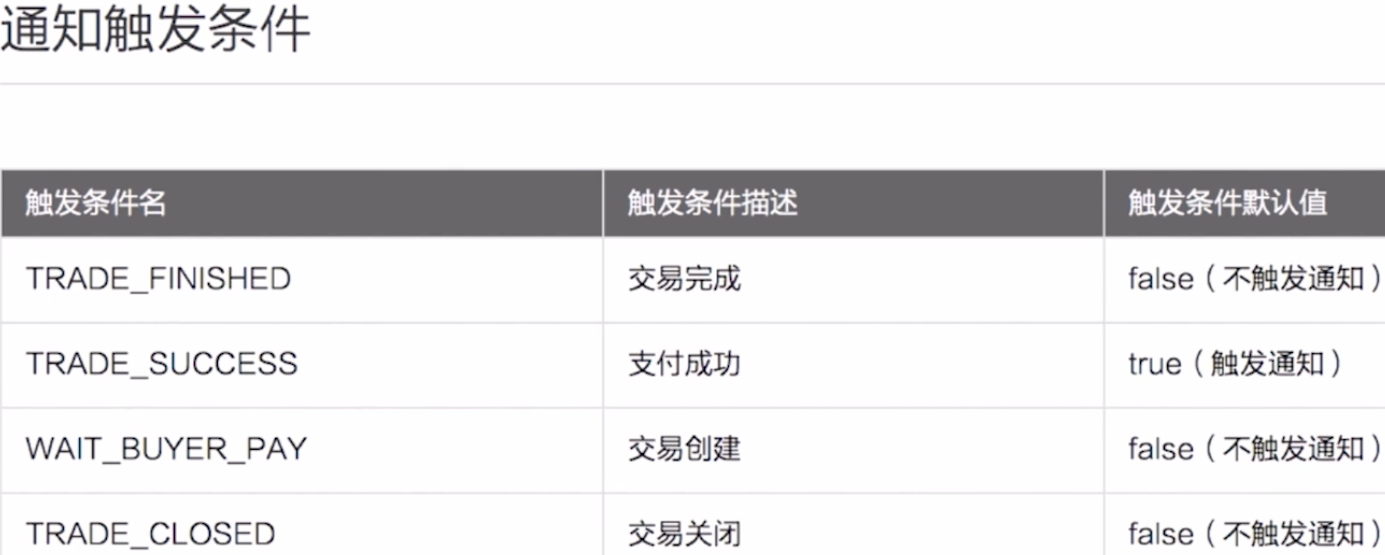 通知触发条件
触发条件名 触发条件描述 触发条件默认值
TRADE_FINISHED 交易完成 false（不触发通知）
TRADE_SUCCESS 支付成功 true（触发通知）
WAIT_BUYER_PAY 交易创建 false（不触发通知）
TRADE_CLOSED 交易关闭 false（不触发通知）